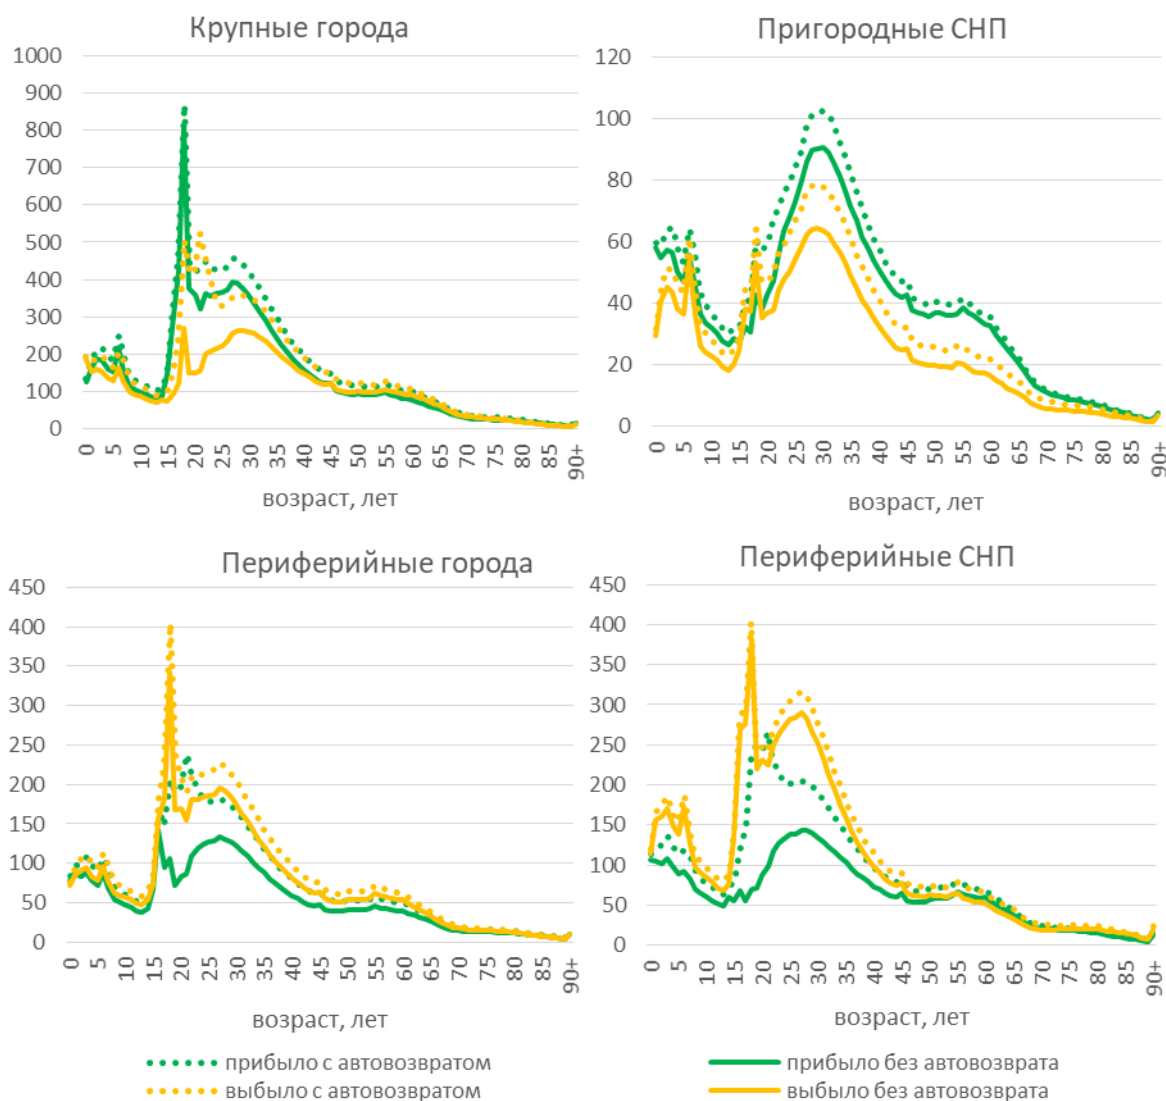 Крупные города
1000
900
800
700
600
500
400
300
200
100
0
0 5 10 15 20 25 30 35 40 45 50 55 60 65 70 75 80 85 90+
возраст, лет
Пригородные СНП
120
100
80
60
40
20
0
0 5 10 15 20 25 30 35 40 45 50 55 60 65 70 75 80 85 90+
возраст, лет
Периферийные города
450
400
350
300
250
200
150
100
50
0
0 5 10 15 20 25 30 35 40 45 50 55 60 65 70 75 80 85 90+
возраст, лет
Периферийные СНП
450
400
350
300
250
200
150
100
50
0
0 5 10 15 20 25 30 35 40 45 50 55 60 65 70 75 80 85 90+
возраст, лет
прибыло с автовозвратом
прибыло без автовозврата
выбыло с автовозвратом
выбыло без автовозврата